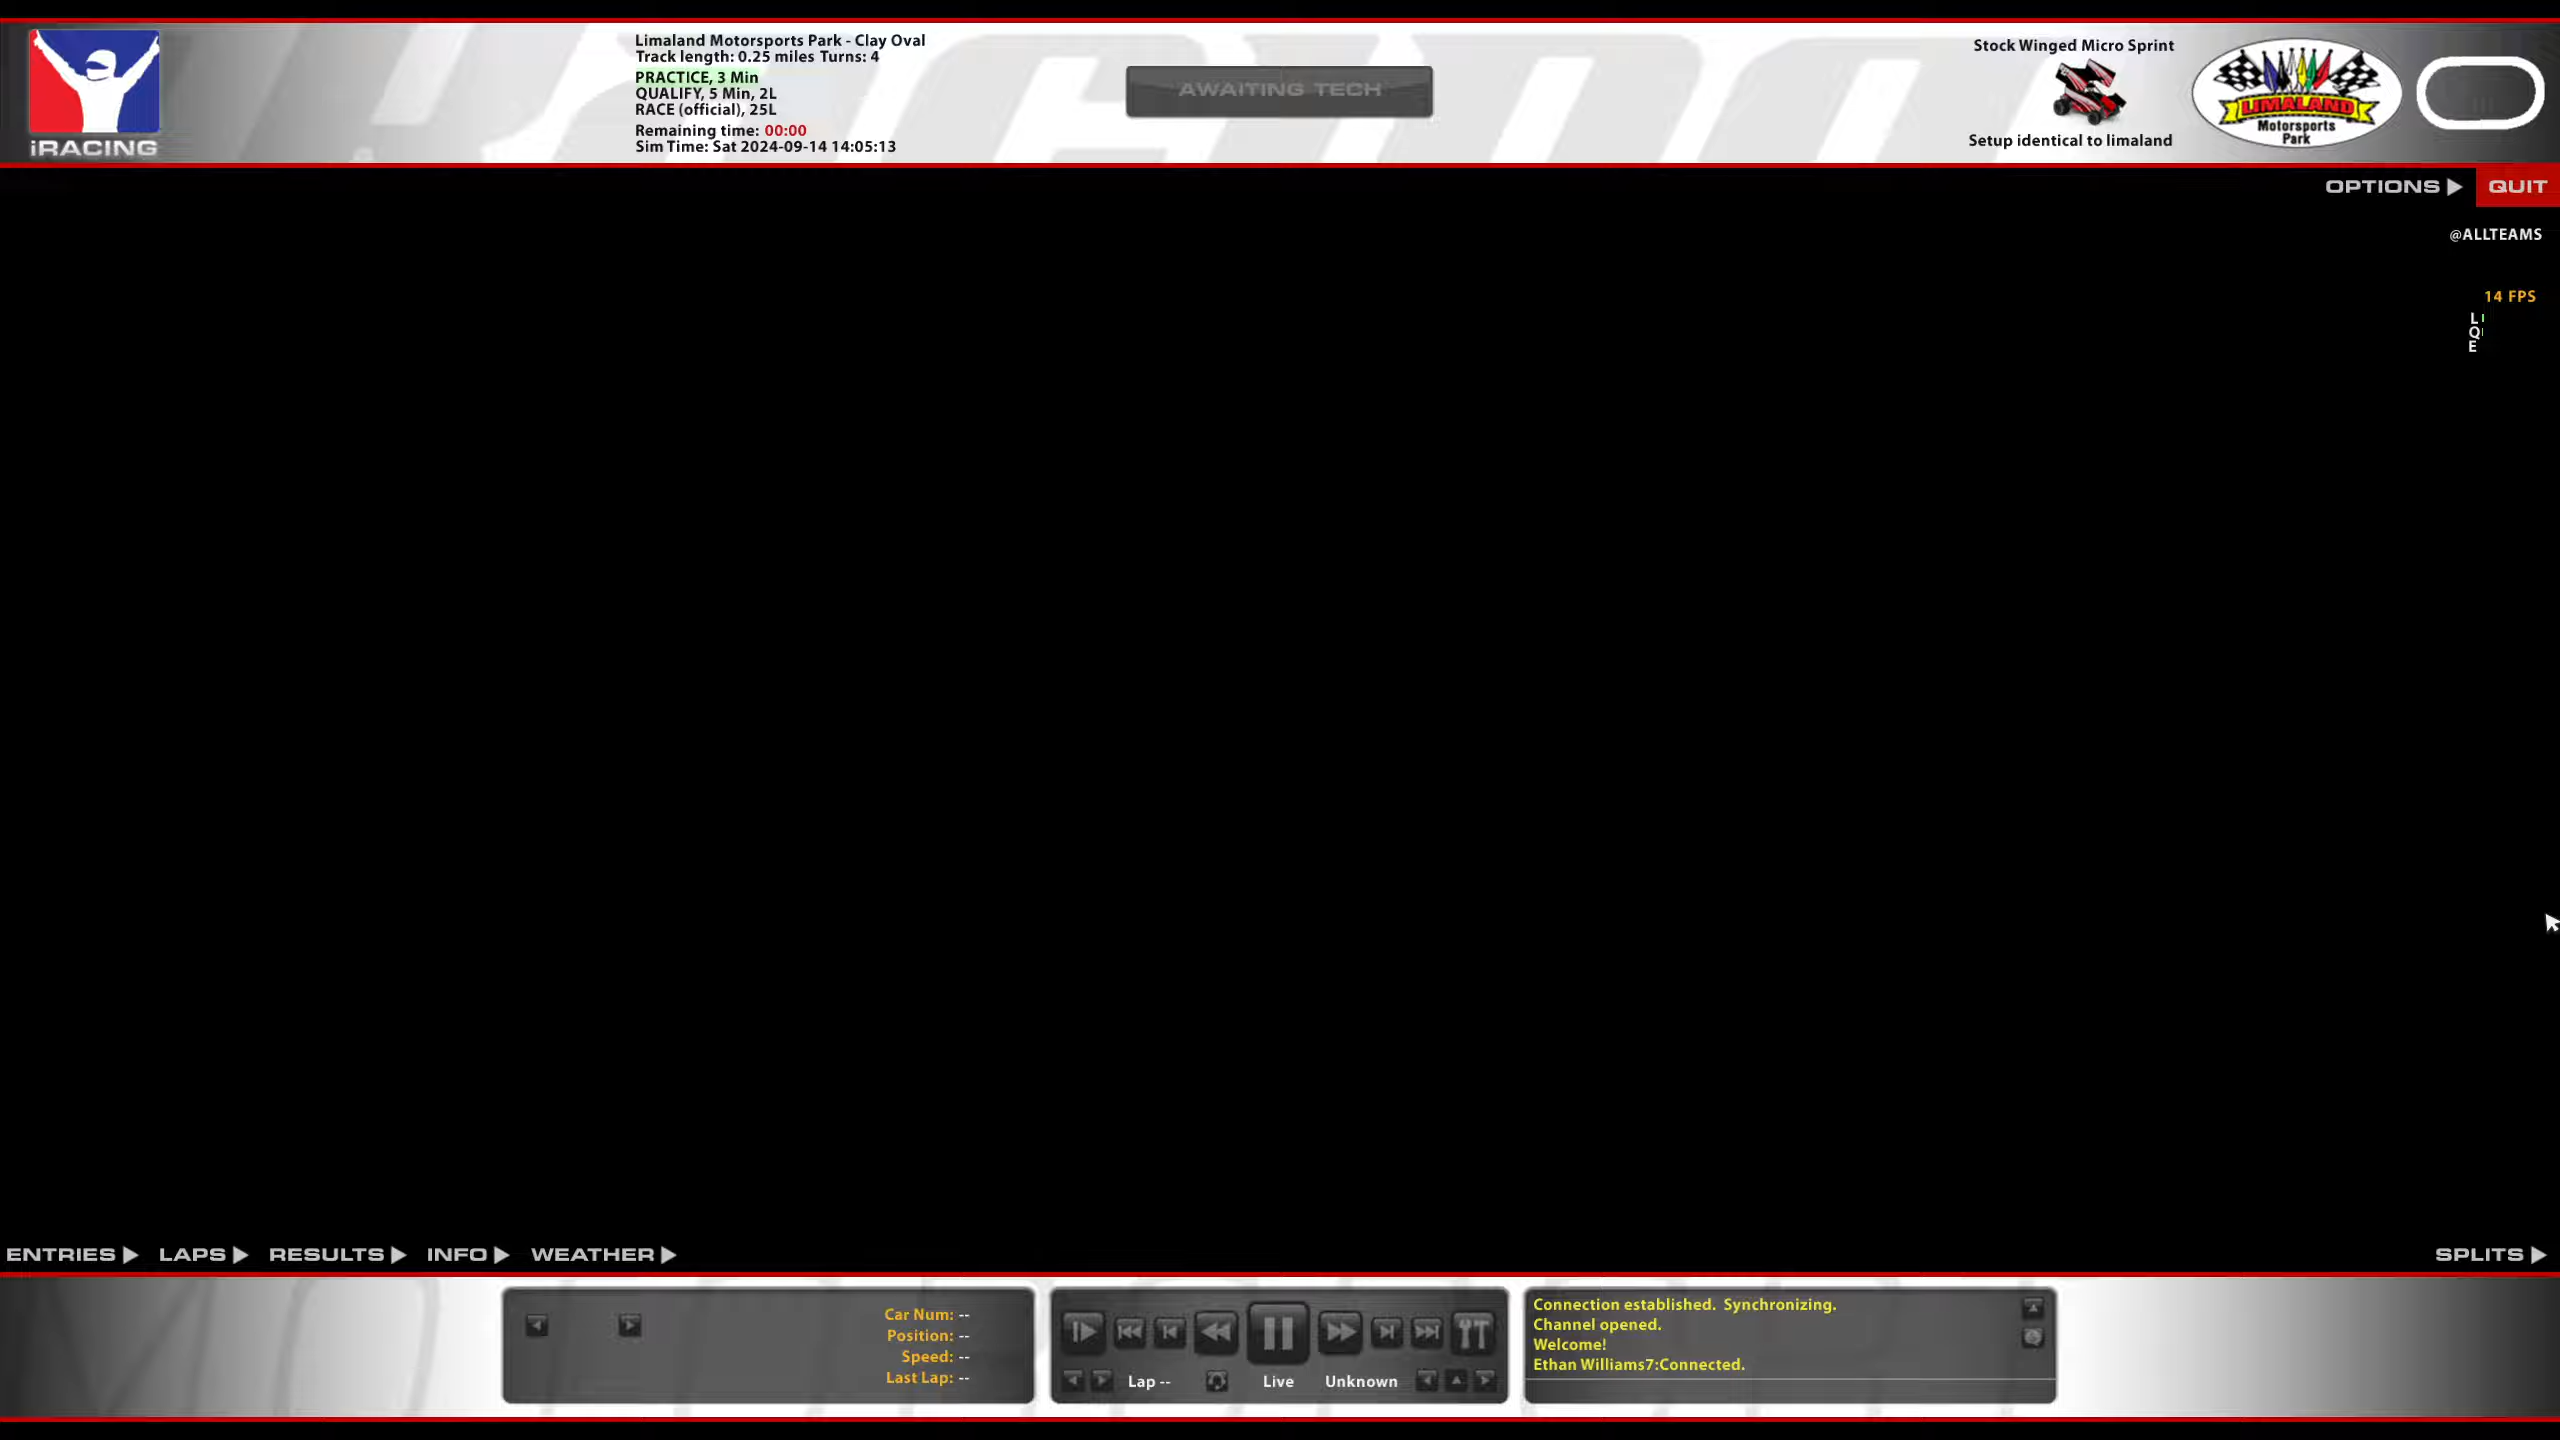 iRACING
Limaland Motorsports Park - Clay Oval
Track length: 0.25 miles Turns: 4
PRACTICE, 3 Min
QUALIFY, 5 Min, 2L
RACE (official), 25L
Remaining time: 00:00
Sim Time: Sat 2024-09-14 14:05:13
AWAITING TECH
Stock Winged Micro Sprint
Setup identical to limaland
LIMALAND
Motorsports
Park
OPTIONS
QUIT
@ALLTEAMS
14 FPS
L
Q
E
ENTRIES
LAPS
RESULTS
INFO
WEATHER
SPLITS
Car Num: --
Position: --
Speed: --
Last Lap: --
Lap --
Live
Unknown
Connection established. Synchronizing.
Channel opened.
Welcome!
Ethan Williams7:Connected.